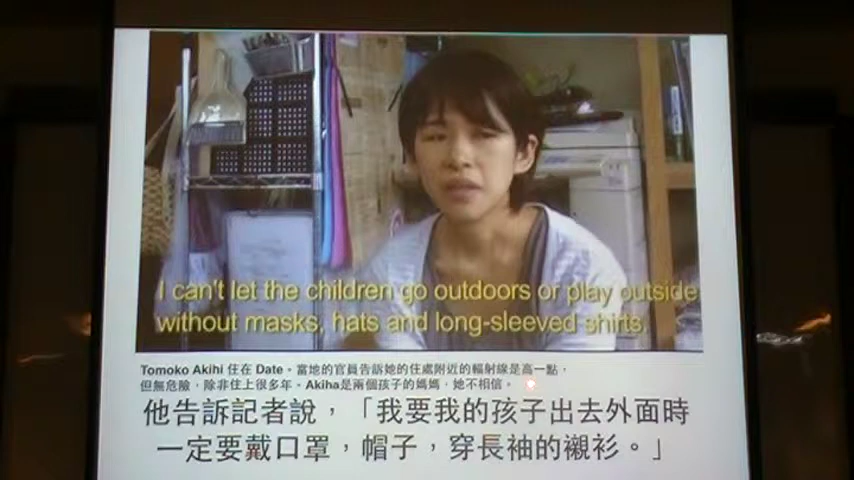 I can't let the children go outdoors or play outside
without masks, hats and long-sleeved shirts.
Tomoko Akihi 住在 Date。當地的官員告訴她的住處附近的輻射線是高一點，
但無危險，除非住上很多年。Akiha是兩個孩子的媽媽，她不相信。
他告訴記者說，「我要我的孩子出去外面時
一定要戴口罩，帽子，穿長袖的襯衫。」